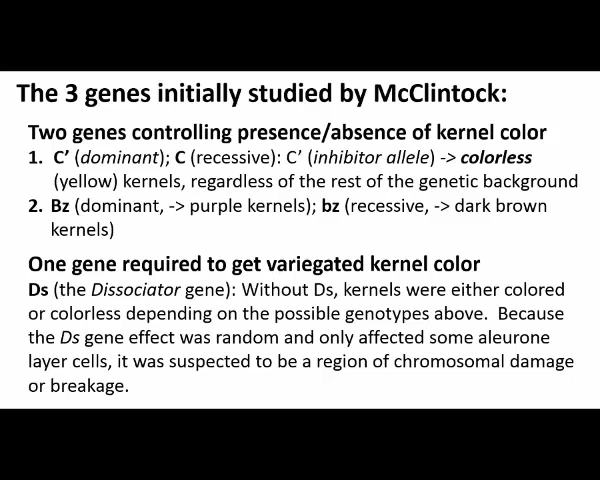 The 3 genes initially studied by McClintock:
Two genes controlling presence/absence of kernel color
1. C’ (dominant); C (recessive): C’ (inhibitor allele) -> colorless
(yellow) kernels, regardless of the rest of the genetic background
2. Bz (dominant, -> purple kernels); bz (recessive, -> dark brown
kernels)
One gene required to get variegated kernel color
Ds (the Dissociator gene): Without Ds, kernels were either colored
or colorless depending on the possible genotypes above.  Because
the Ds gene effect was random and only affected some aleurone
layer cells, it was suspected to be a region of chromosomal damage
or breakage.